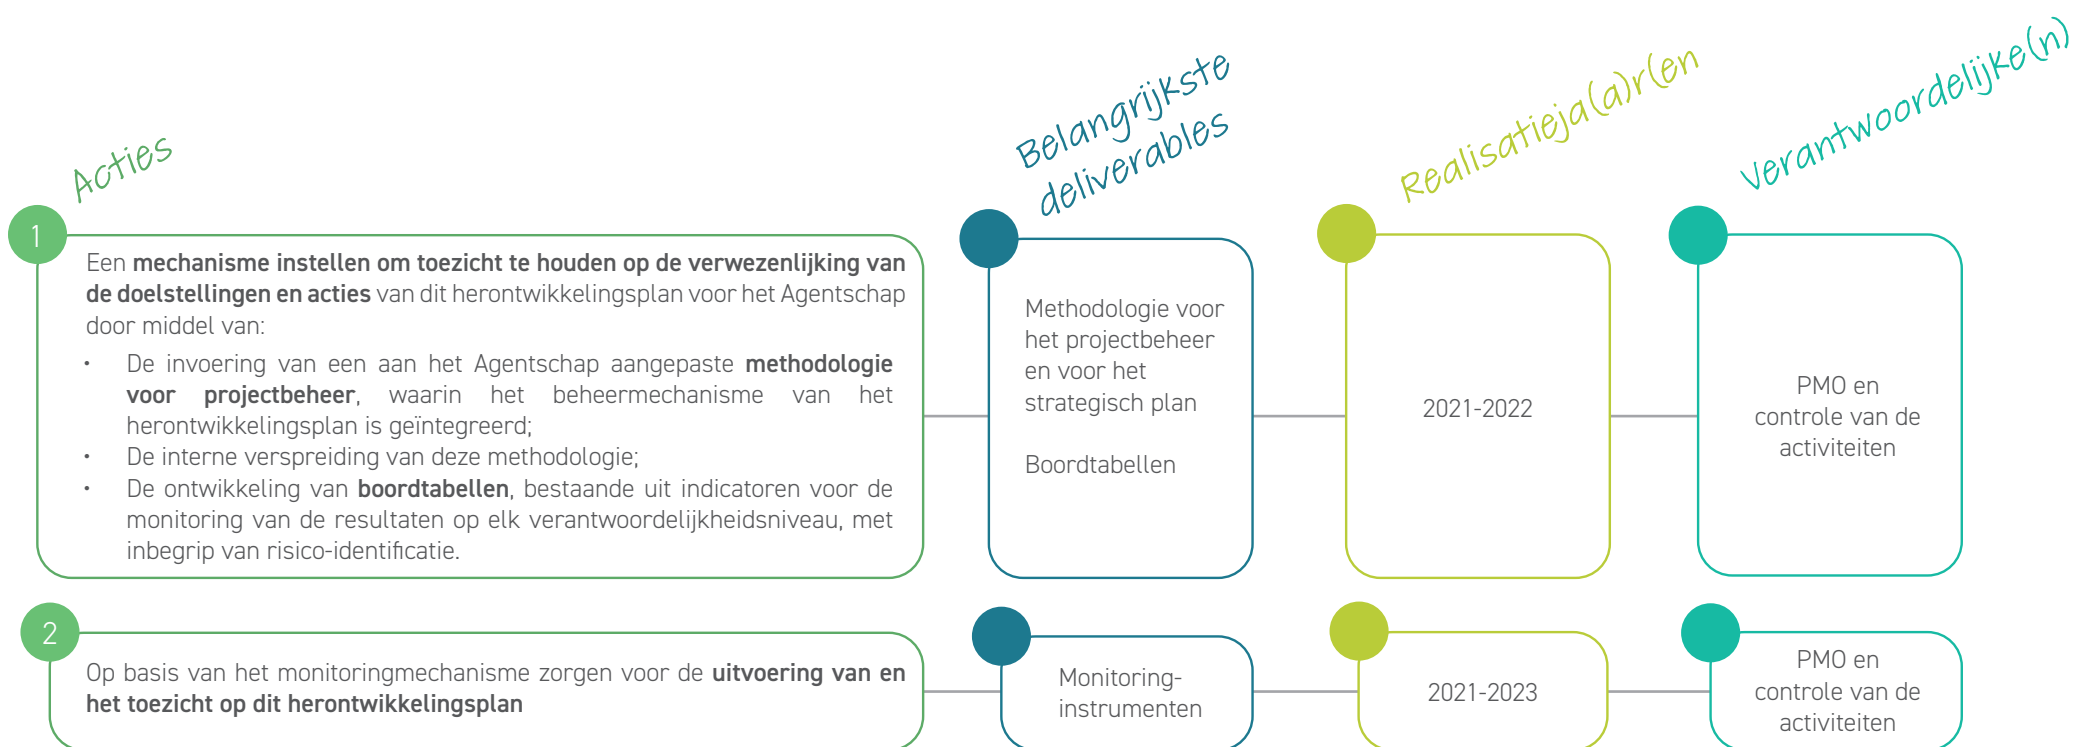 Acties
Belangrijkste
deliverables
Realisatieja(a)r(en
Verantwoordelijke(n)
1
Een mechanisme instellen om toezicht te houden op de verwezenlijking van
de doelstellingen en acties van dit herontwikkelingsplan voor het Agentschap
door middel van:
• De invoering van een aan het Agentschap aangepaste methodologie
voor projectbeheer, waarin het beheermechanisme van het
herontwikkelingsplan is geïntegreerd;
• De interne verspreiding van deze methodologie;
• De ontwikkeling van boordtabellen, bestaande uit indicatoren voor de
monitoring van de resultaten op elk verantwoordelijkheidsniveau, met
inbegrip van risico-identificatie.
Methodologie voor
het projectbeheer
en voor het
strategisch plan
Boordtabellen
2021-2022
PMO en
controle van de
activiteiten
2
Op basis van het monitoringmechanisme zorgen voor de uitvoering van en
het toezicht op dit herontwikkelingsplan
Monitoring-
instrumenten
2021-2023
PMO en
controle van de
activiteiten